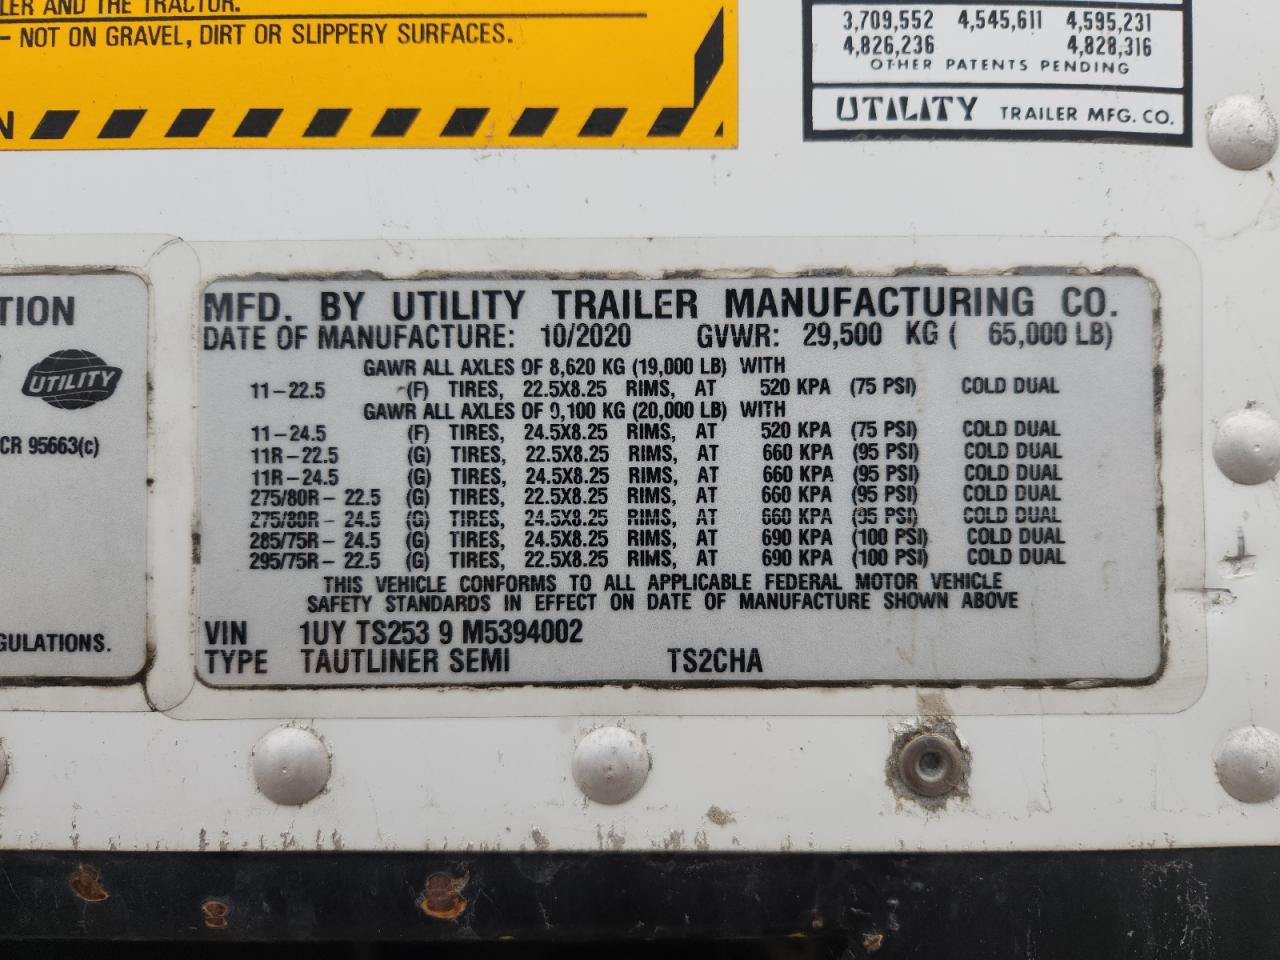 LER AND THE TRACTOR.
– NOT ON GRAVEL, DIRT OR SLIPPERY SURFACES.
N
3,709,552 4,545,611 4,595,231
4,826,236 4,828,316
OTHER PATENTS PENDING
UTILITY TRAILER MFG. CO.
TION
UTILITY
CR 95663(c)
GULATIONS.
MFD. BY UTILITY TRAILER MANUFACTURING CO.
DATE OF MANUFACTURE: 10/2020 GVWR: 29,500 KG ( 65,000 LB)
GAWR ALL AXLES OF 8,620 KG (19,000 LB) WITH
11–22.5 (F) TIRES, 22.5X8.25 RIMS, AT 520 KPA (75 PSI) COLD DUAL
GAWR ALL AXLES OF 9,100 KG (20,000 LB) WITH
11–24.5 (F) TIRES, 24.5X8.25 RIMS, AT 520 KPA (75 PSI) COLD DUAL
11R–22.5 (G) TIRES, 22.5X8.25 RIMS, AT 660 KPA (95 PSI) COLD DUAL
11R–24.5 (G) TIRES, 24.5X8.25 RIMS, AT 660 KPA (95 PSI) COLD DUAL
275/80R–22.5 (G) TIRES, 22.5X8.25 RIMS, AT 660 KPA (95 PSI) COLD DUAL
275/80R–24.5 (G) TIRES, 24.5X8.25 RIMS, AT 660 KPA (95 PSI) COLD DUAL
285/75R–24.5 (G) TIRES, 24.5X8.25 RIMS, AT 690 KPA (100 PSI) COLD DUAL
295/75R–22.5 (G) TIRES, 22.5X8.25 RIMS, AT 690 KPA (100 PSI) COLD DUAL
THIS VEHICLE CONFORMS TO ALL APPLICABLE FEDERAL MOTOR VEHICLE
SAFETY STANDARDS IN EFFECT ON DATE OF MANUFACTURE SHOWN ABOVE
VIN 1UY TS253 9 M5394002
TYPE TAUTLINER SEMI TS2CHA